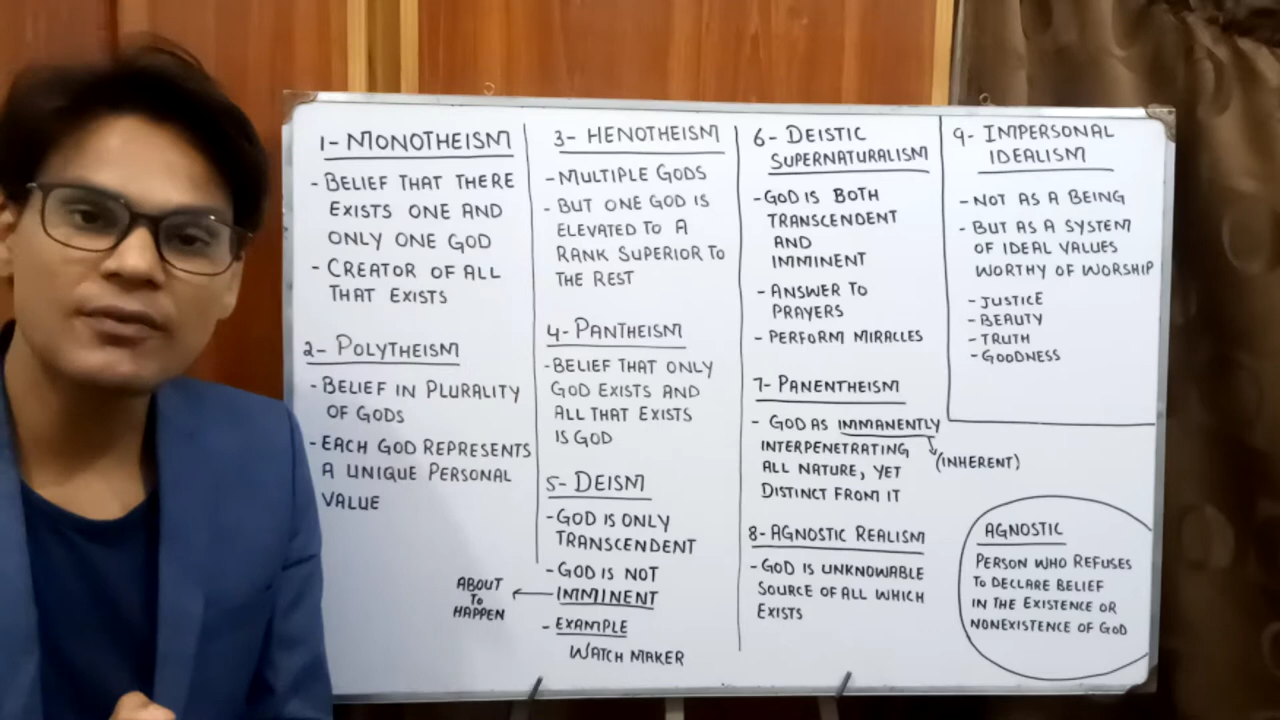 1- MONOTHEISM
- BELIEF THAT THERE
EXISTS ONE AND
ONLY ONE GOD
- CREATOR OF ALL
THAT EXISTS
2- POLYTHEISM
- BELIEF IN PLURALITY
OF GODS
- EACH GOD REPRESENTS
A UNIQUE PERSONAL
VALUE
3- HENOTHEISM
- MULTIPLE GODS
- BUT ONE GOD IS
ELEVATED TO A
RANK SUPERIOR TO
THE REST
4- PANTHEISM
- BELIEF THAT ONLY
GOD EXISTS AND
ALL THAT EXISTS
IS GOD
5- DEISM
- GOD IS ONLY
TRANSCENDENT
- GOD IS NOT
IMMINENT
ABOUT
TO
HAPPEN
- EXAMPLE
WATCH MAKER
6- DEISTIC
SUPERNATURALISM
- GOD IS BOTH
TRANSCENDENT
AND
IMMINENT
- ANSWER TO
PRAYERS
- PERFORM MIRACLES
7- PANENTHEISM
- GOD AS IMMANENTLY
INTERPENETRATING
ALL NATURE, YET
DISTINCT FROM IT
(INHERENT)
8- AGNOSTIC REALISM
- GOD IS UNKNOWABLE
SOURCE OF ALL WHICH
EXISTS
9- IMPERSONAL
IDEALISM
- NOT AS A BEING
- BUT AS A SYSTEM
OF IDEAL VALUES
WORTHY OF WORSHIP
- JUSTICE
- BEAUTY
- TRUTH
- GOODNESS
AGNOSTIC
PERSON WHO REFUSES
TO DECLARE BELIEF
IN THE EXISTENCE OR
NONEXISTENCE OF GOD